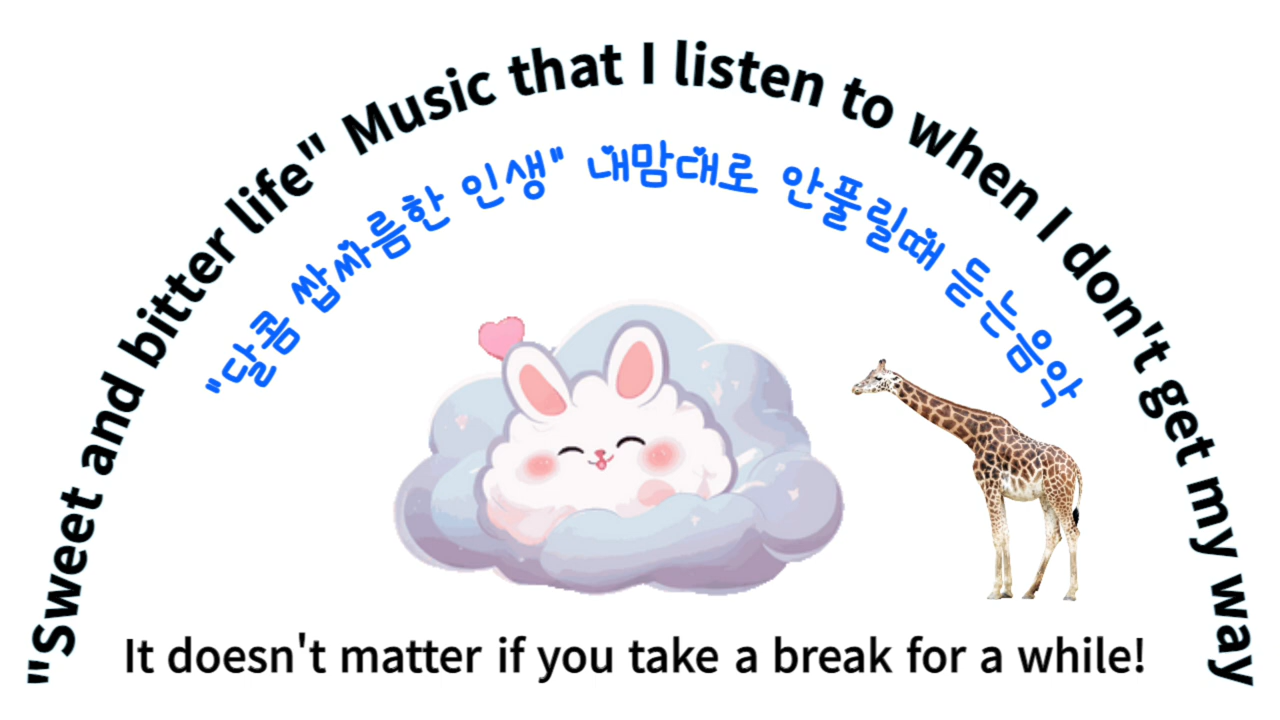 "Sweet and bitter life" Music that I listen to when I don't get my way
"달콤 쌉싸름한 인생" 내맘대로 안풀릴때 듣는음악
It doesn't matter if you take a break for a while!